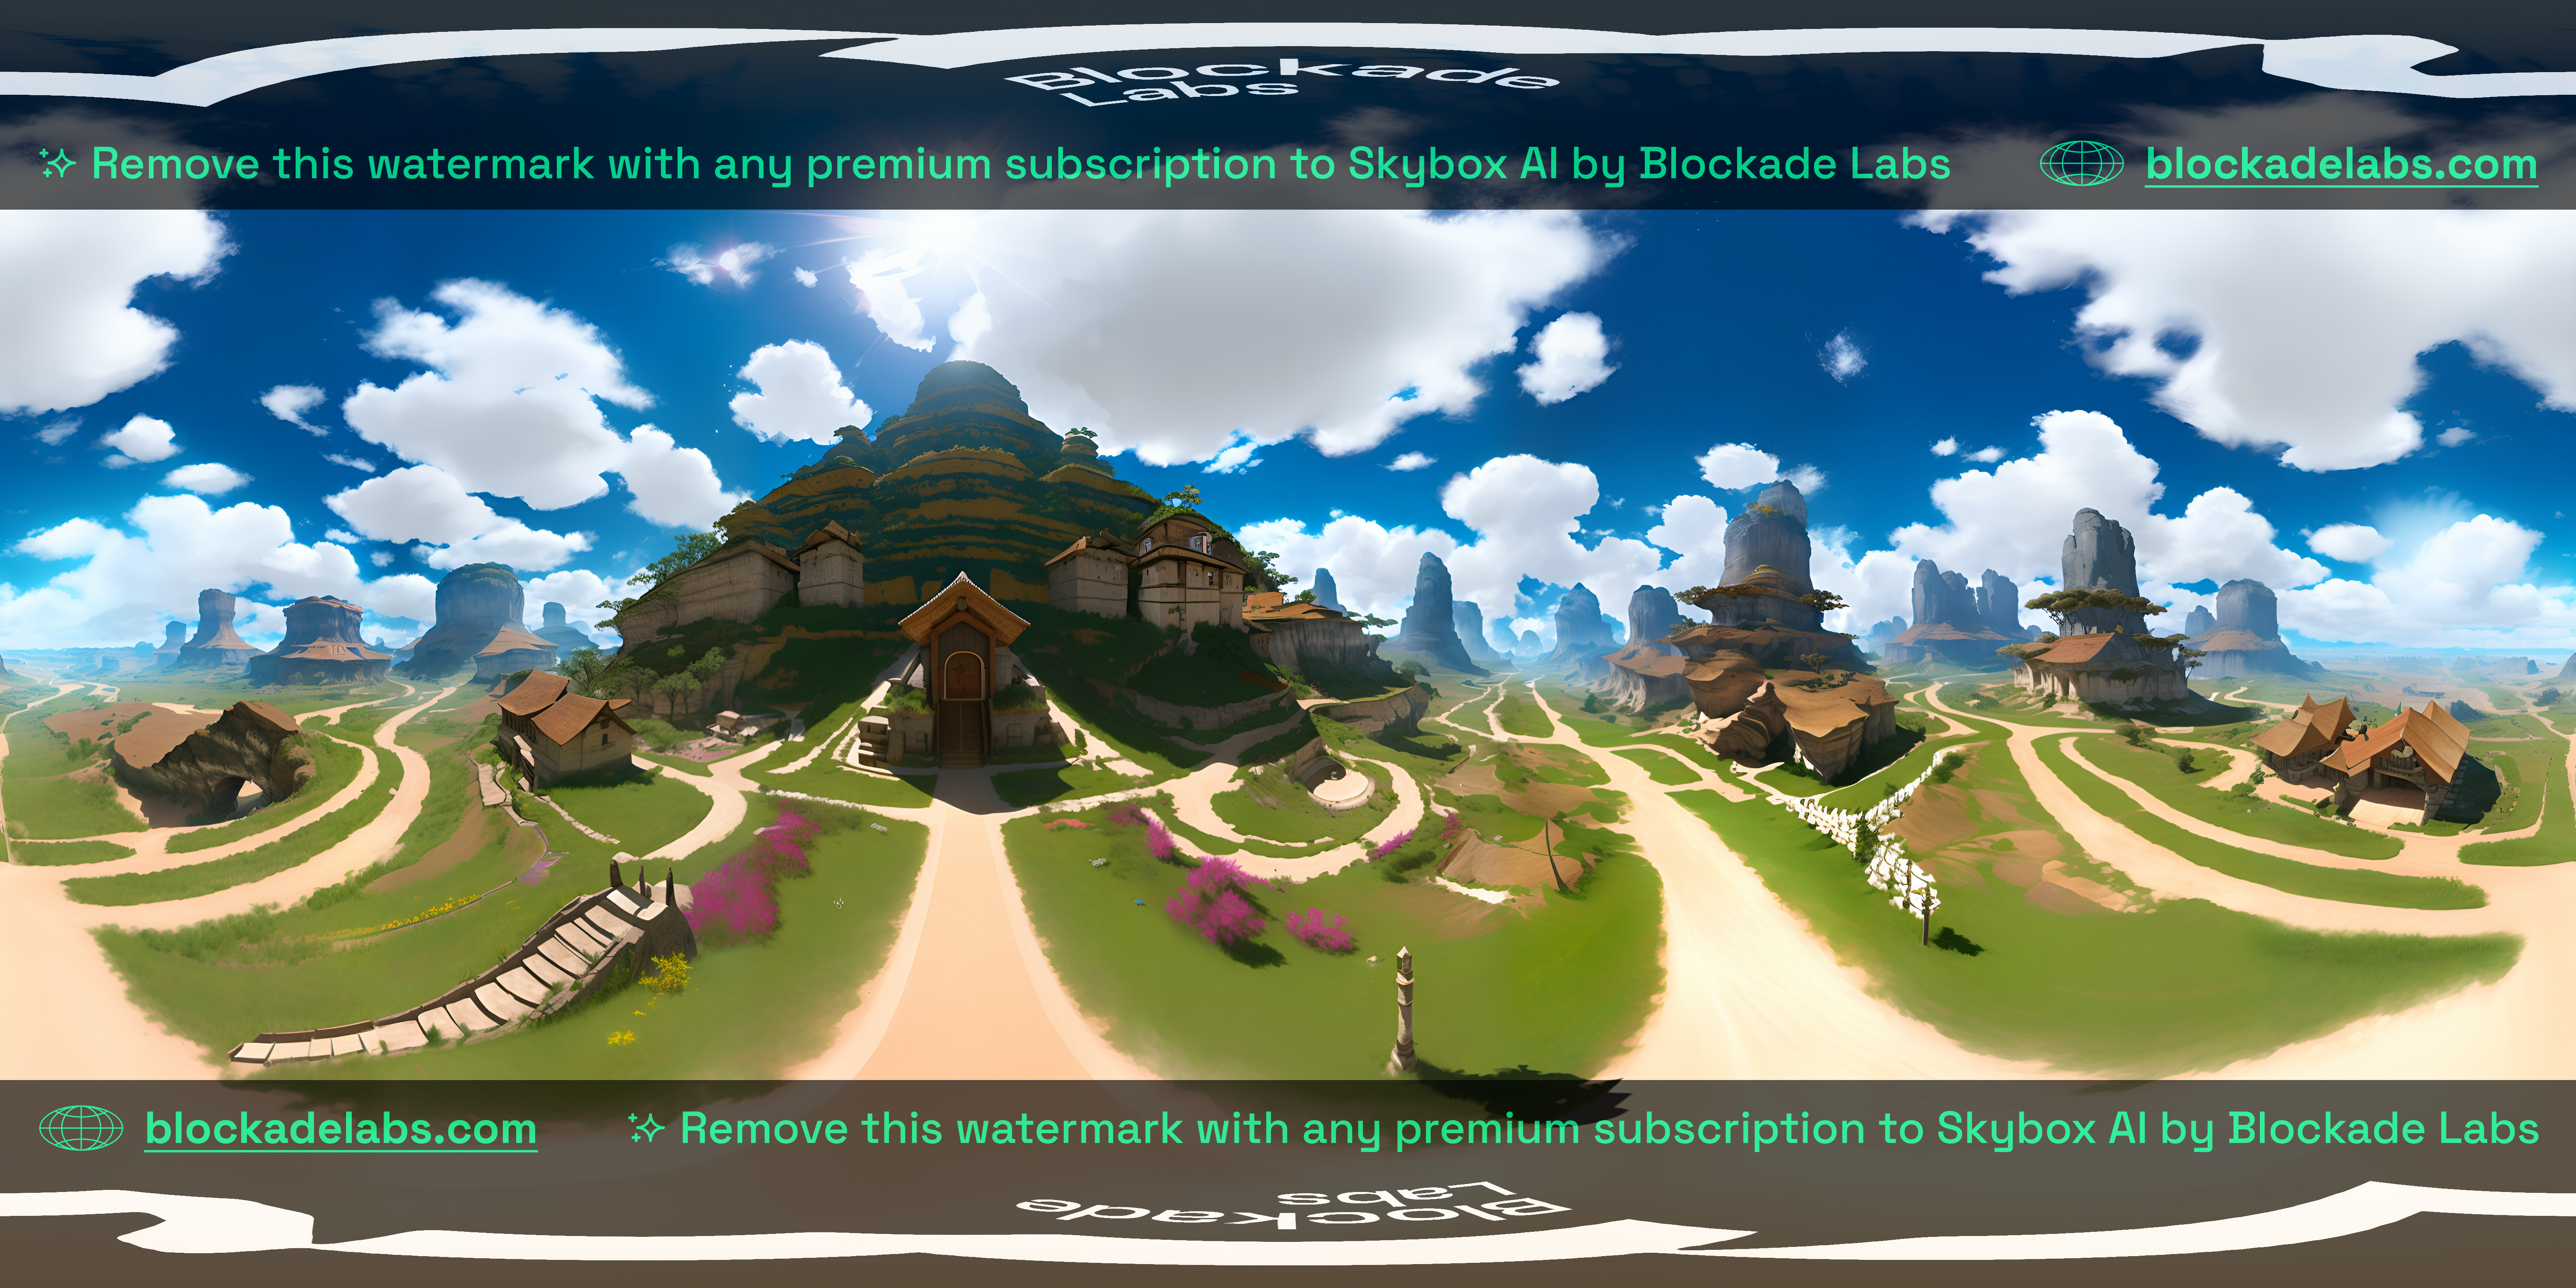 Blockade
Labs
Remove this watermark with any premium subscription to Skybox AI by Blockade Labs
blockadelabs.com
blockadelabs.com
Remove this watermark with any premium subscription to Skybox AI by Blockade Labs
Labs
Blockade